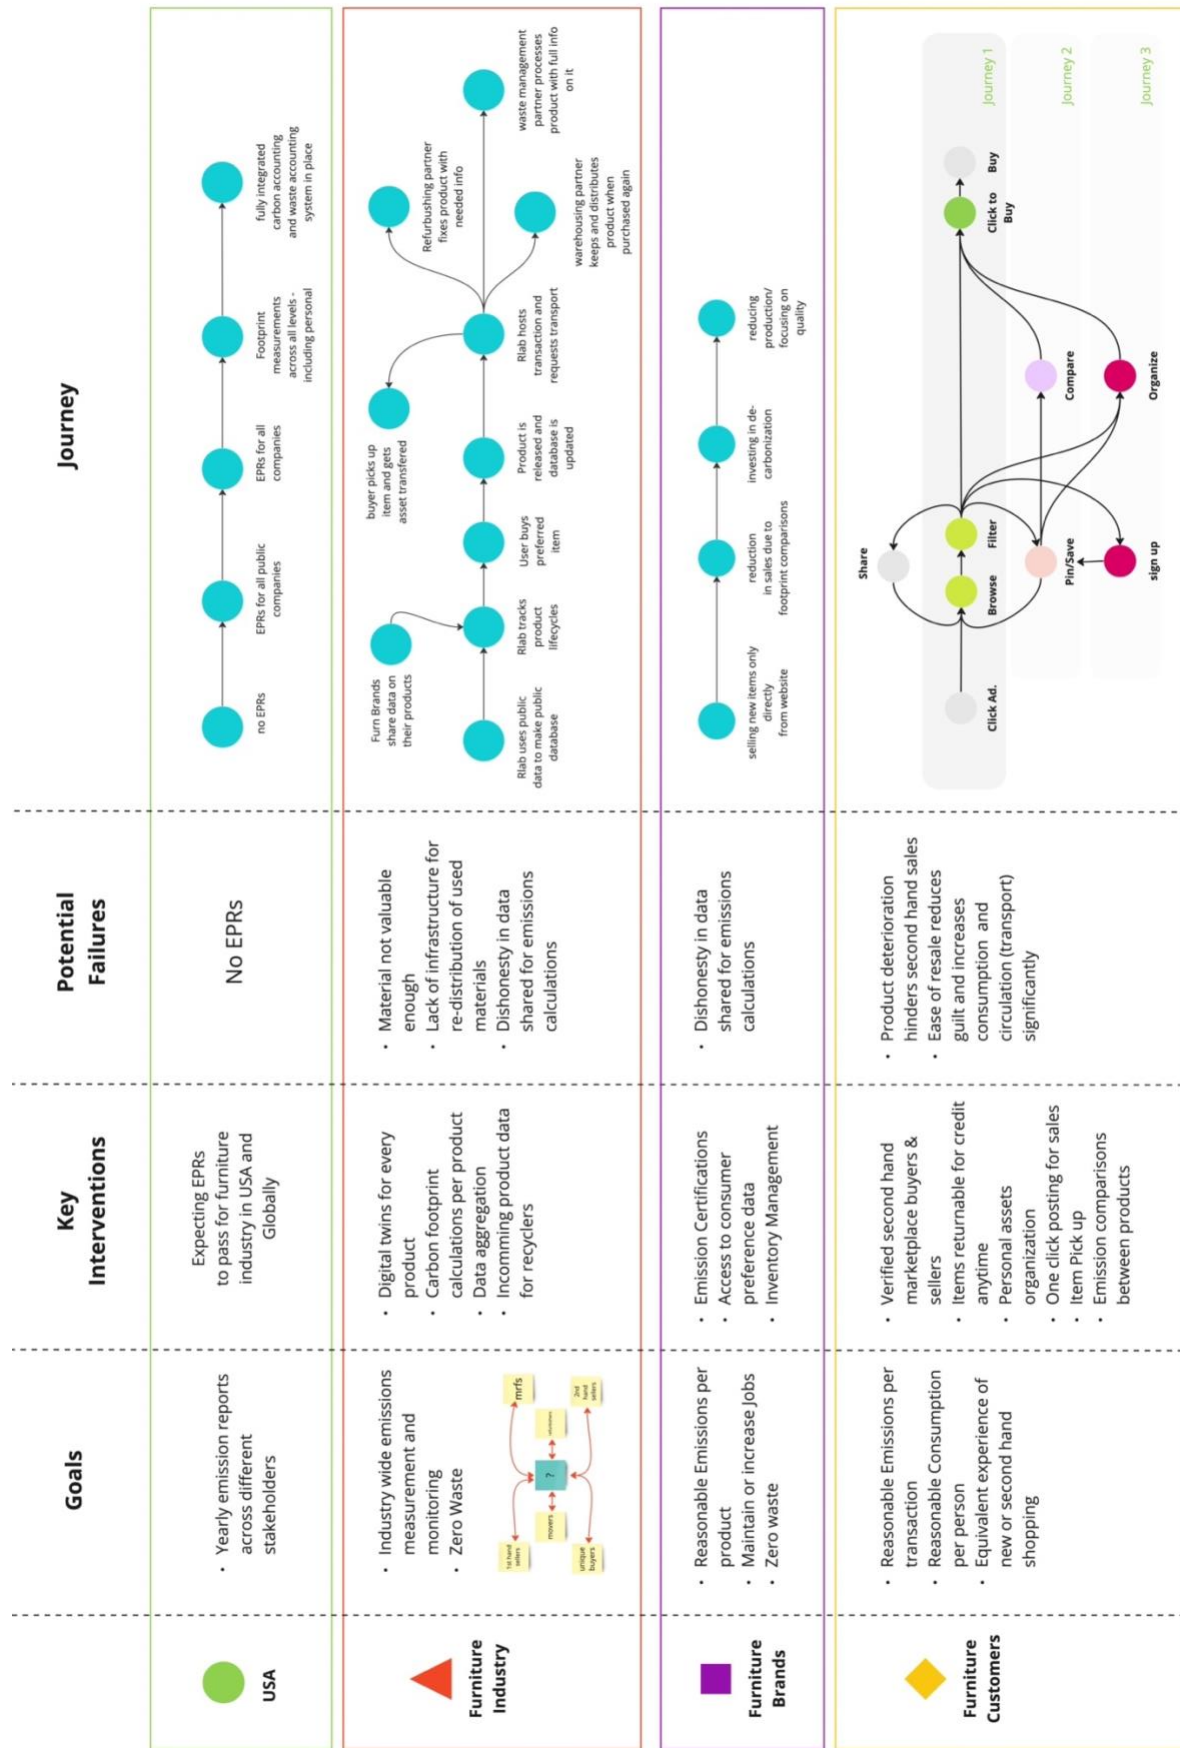 Goals
Key
Interventions
Potential
Failures
Journey
USA
• Yearly emission reports
across different
stakeholders
Expecting EPRs
to pass for furniture
industry in USA and
Globally
No EPRs
no EPRs
EPRs for all public
companies
EPRs for all
companies
Footprint
measurements
across all levels -
including personal
fully integrated
carbon accounting
and waste accounting
system in place
Furniture
Industry
• Industry wide emissions
measurement and
monitoring
• Zero Waste
1st hand
sellers
mrfs
movers
?
unique
buyers
2nd
hand
sellers
• Digital twins for every
product
• Carbon footprint
calculations per product
• Data aggregation
• Incomming product data
for recyclers
• Material not valuable
enough
• Lack of infrastructure for
re-distribution of used
materials
• Dishonesty in data
shared for emissions
calculations
Furn Brands
share data on
their products
buyer picks up
item and gets
asset transfered
Refurbushing partner
fixes product with
needed info
Rlab uses public
data to make public
database
Rlab tracks
product
lifecycles
User buys
preferred
item
Product is
released and
database is
updated
Rlab hosts
transaction and
requests transport
waste management
partner processes
product with full info
on it
warehousing partner
keeps and distributes
product when
purchased again
Furniture
Brands
• Reasonable Emissions per
product
• Maintain or increase Jobs
• Zero waste
• Emission Certifications
• Access to consumer
preference data
• Inventory Management
• Dishonesty in data
shared for emissions
calculations
selling new items only
directly
from website
reduction
in sales due to
footprint comparisons
investing in de-
carbonization
reducing
production/
focusing on
quality
Furniture
Customers
• Reasonable Emissions per
transaction
• Reasonable Consumption
per person
• Equivalent experience of
new or second hand
shopping
• Verified second hand
marketplace buyers &
sellers
• Items returnable for credit
anytime
• Personal assets
organization
• One click posting for sales
• Item Pick up
• Emission comparisons
between products
• Product deterioration
hinders second hand sales
• Ease of resale reduces
guilt and increases
consumption and
circulation (transport)
significantly
Share
Click Ad.
Browse
Filter
Click to
Buy
Buy
Journey 1
Pin/Save
Compare
Journey 2
sign up
Organize
Journey 3